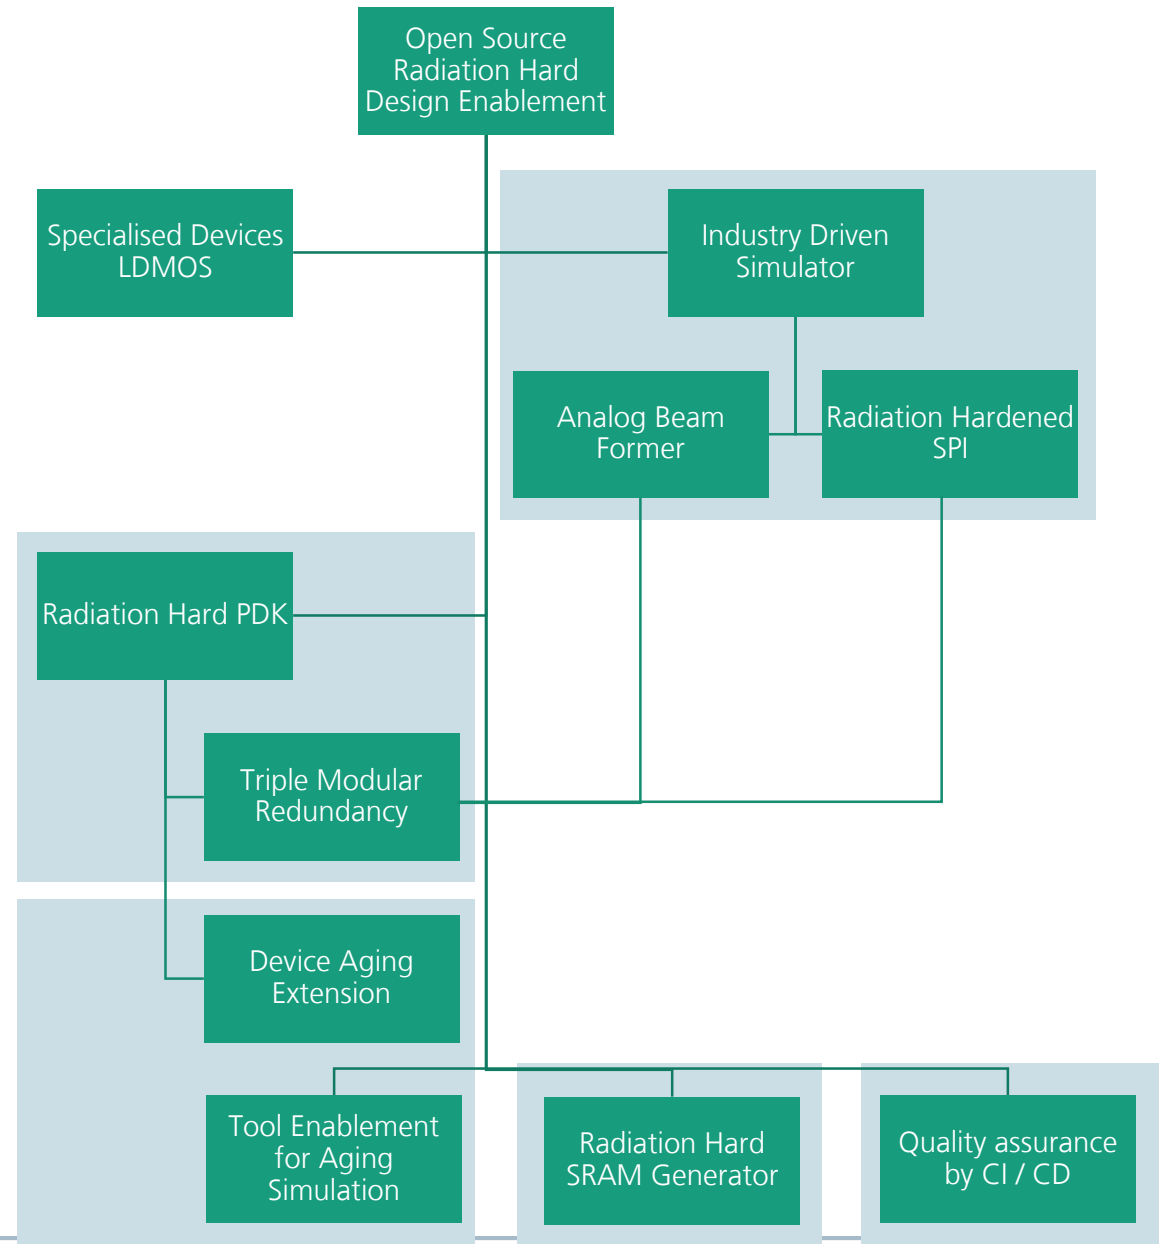 Open Source
Radiation Hard
Design Enablement
Specialised Devices
LDMOS
Industry Driven
Simulator
Analog Beam
Former
Radiation Hardened
SPI
Radiation Hard PDK
Triple Modular
Redundancy
Device Aging
Extension
Tool Enablement
for Aging
Simulation
Radiation Hard
SRAM Generator
Quality assurance
by CI / CD